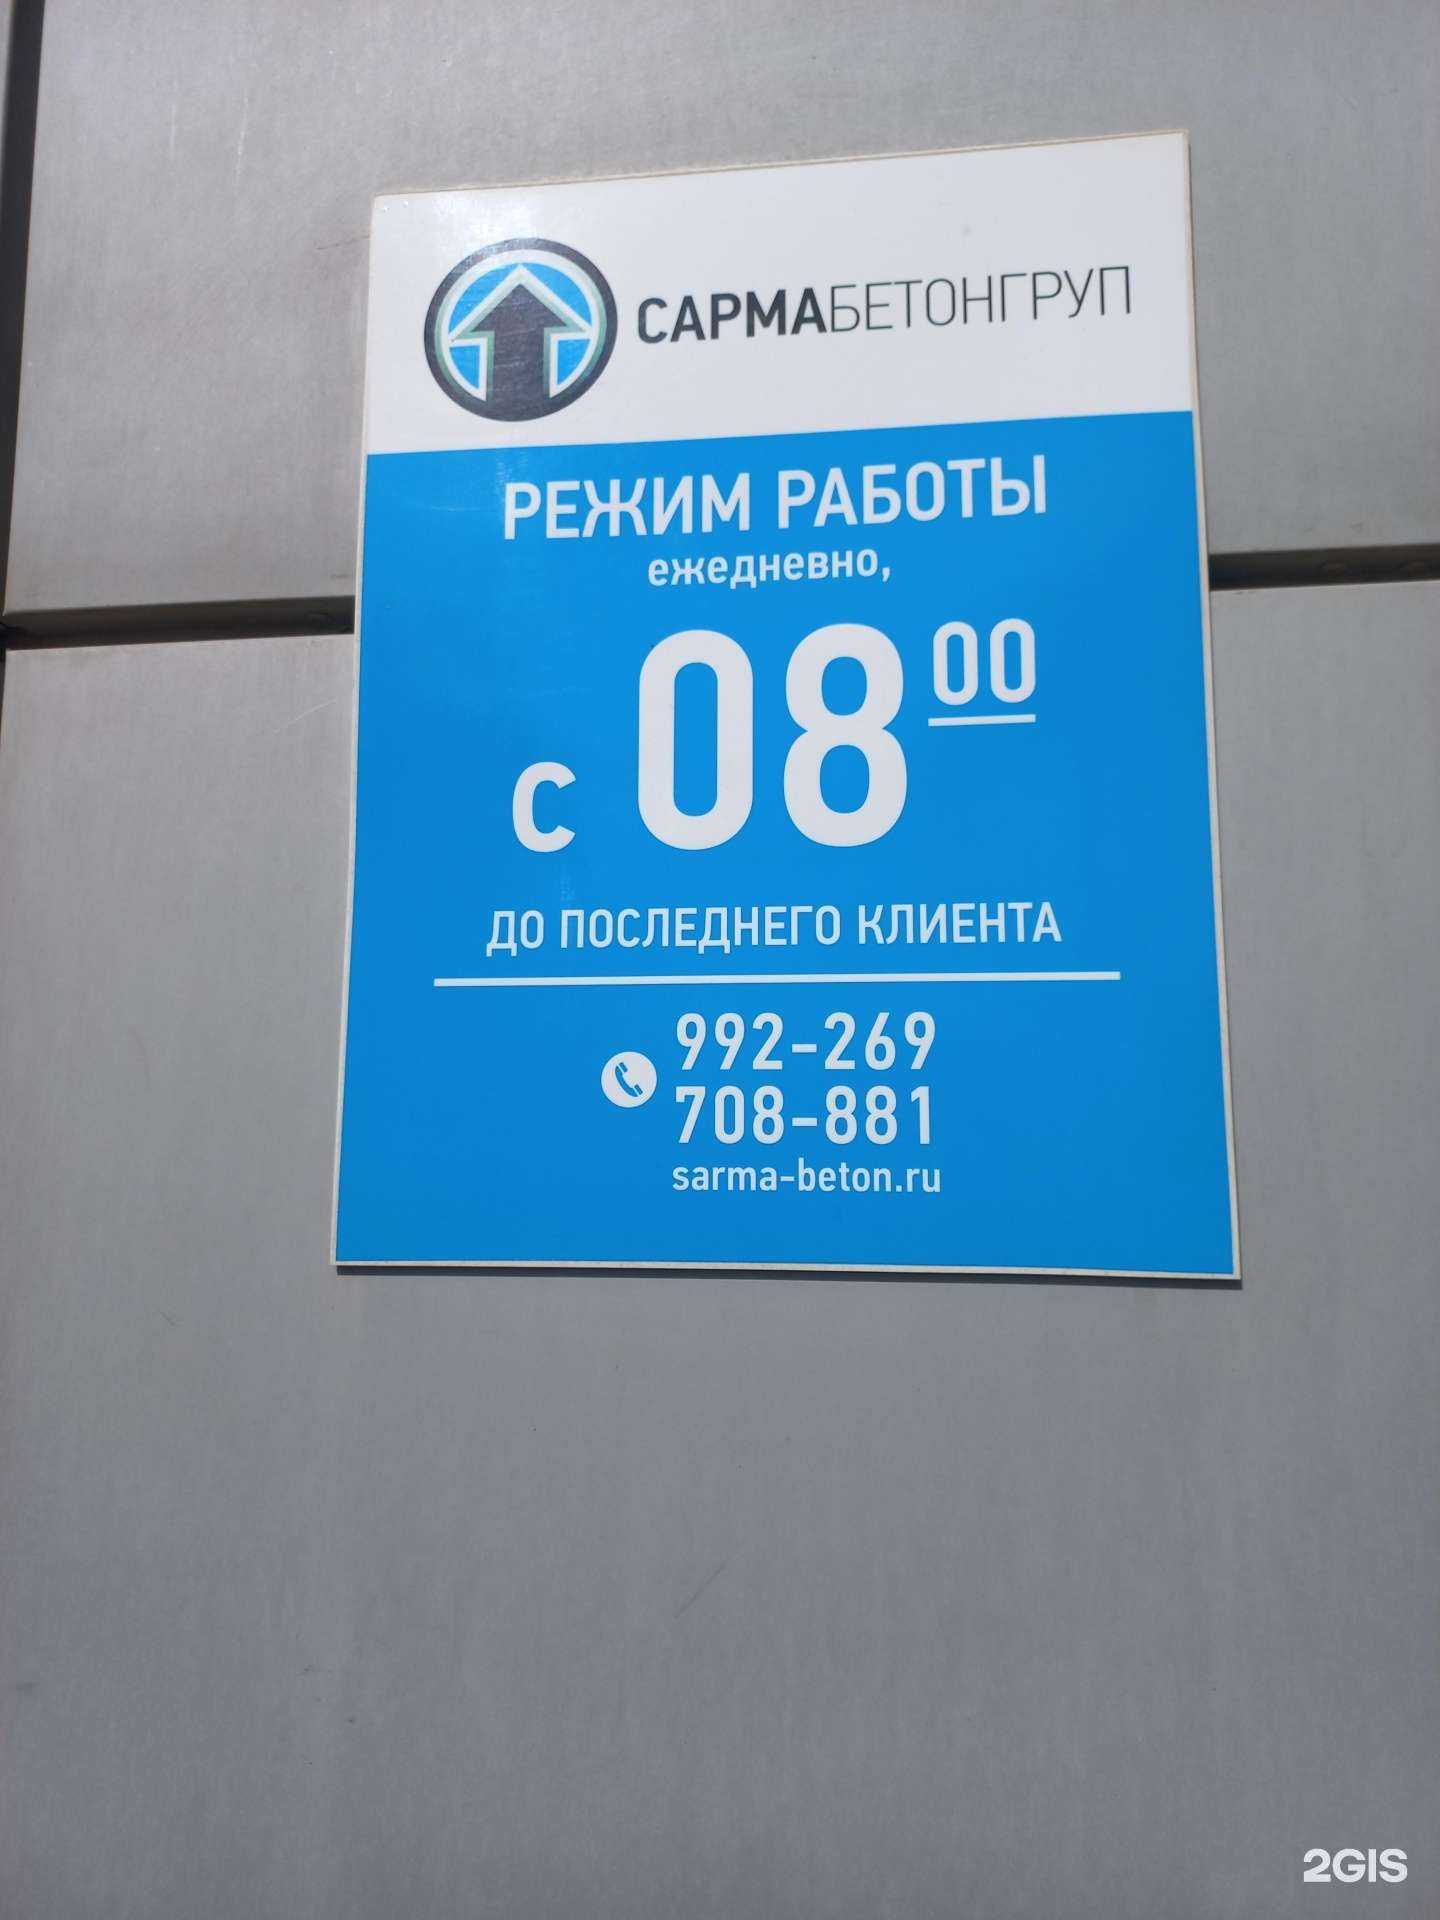 САРМАБЕТОНГРУП
РЕЖИМ РАБОТЫ
ежедневно,
с 08 00
ДО ПОСЛЕДНЕГО КЛИЕНТА
992-269
708-881
sarma-beton.ru
2GIS